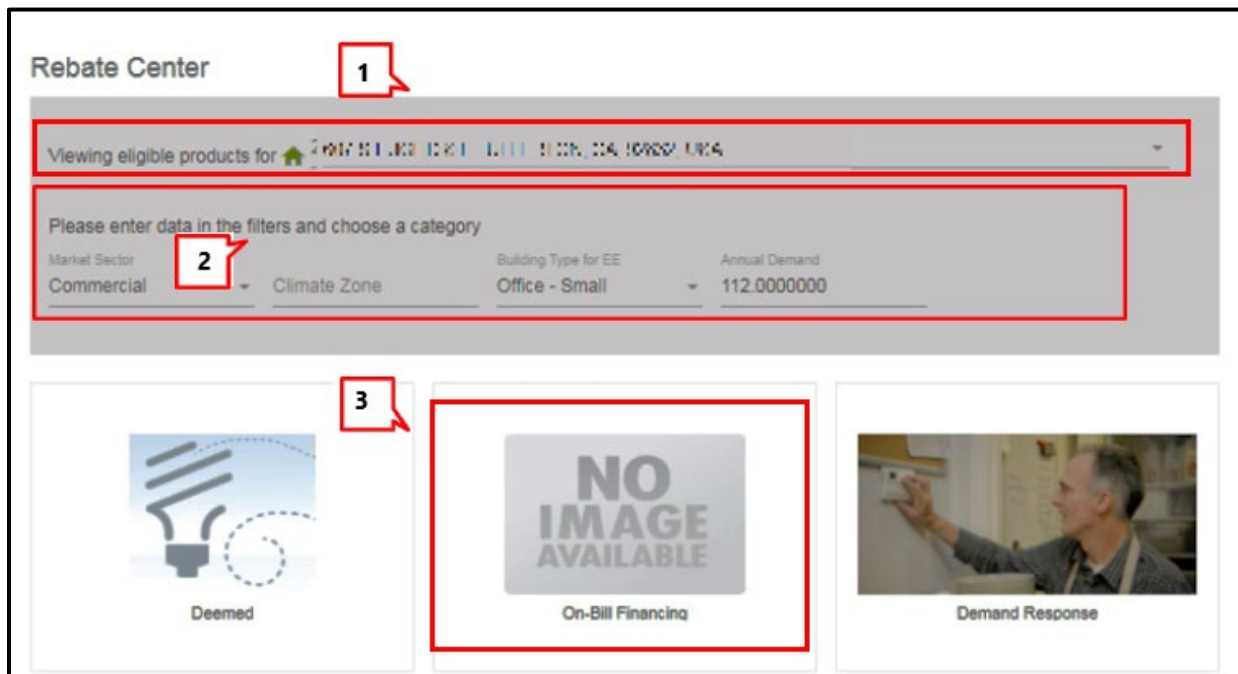 Rebate Center
1
Viewing eligible products for
Please enter data in the filters and choose a category
2
Market Sector
Commercial
Climate Zone
Building Type for EE
Office - Small
Annual Demand
112.0000000
3
NO
IMAGE
AVAILABLE
Deemed
On-Bill Financing
Demand Response